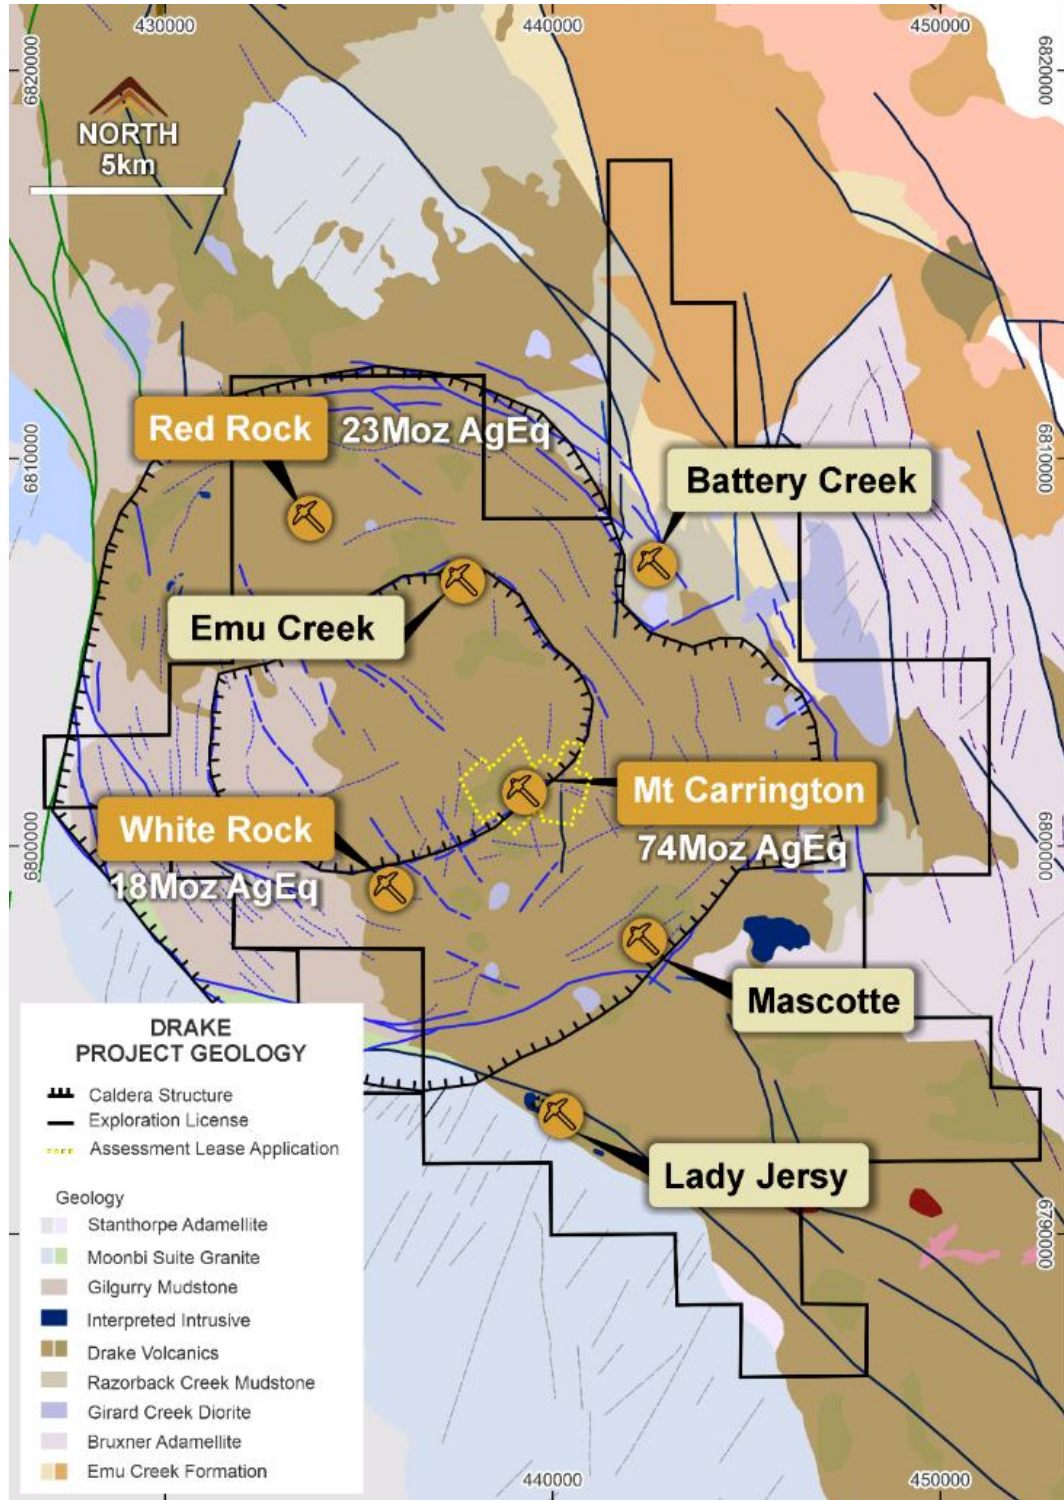 430000
440000
450000
6820000
6820000
NORTH
5km
Red Rock
23Moz AgEq
6810000
6810000
Battery Creek
Emu Creek
Mt Carrington
74Moz AgEq
White Rock
18Moz AgEq
6800000
6800000
Mascotte
Lady Jersy
6790000
DRAKE
PROJECT GEOLOGY
Caldera Structure
Exploration License
Assessment Lease Application
Geology
Stanthorpe Adamellite
Moonbi Suite Granite
Gilgurry Mudstone
Interpreted Intrusive
Drake Volcanics
Razorback Creek Mudstone
Girard Creek Diorite
Bruxner Adamellite
Emu Creek Formation
440000
450000